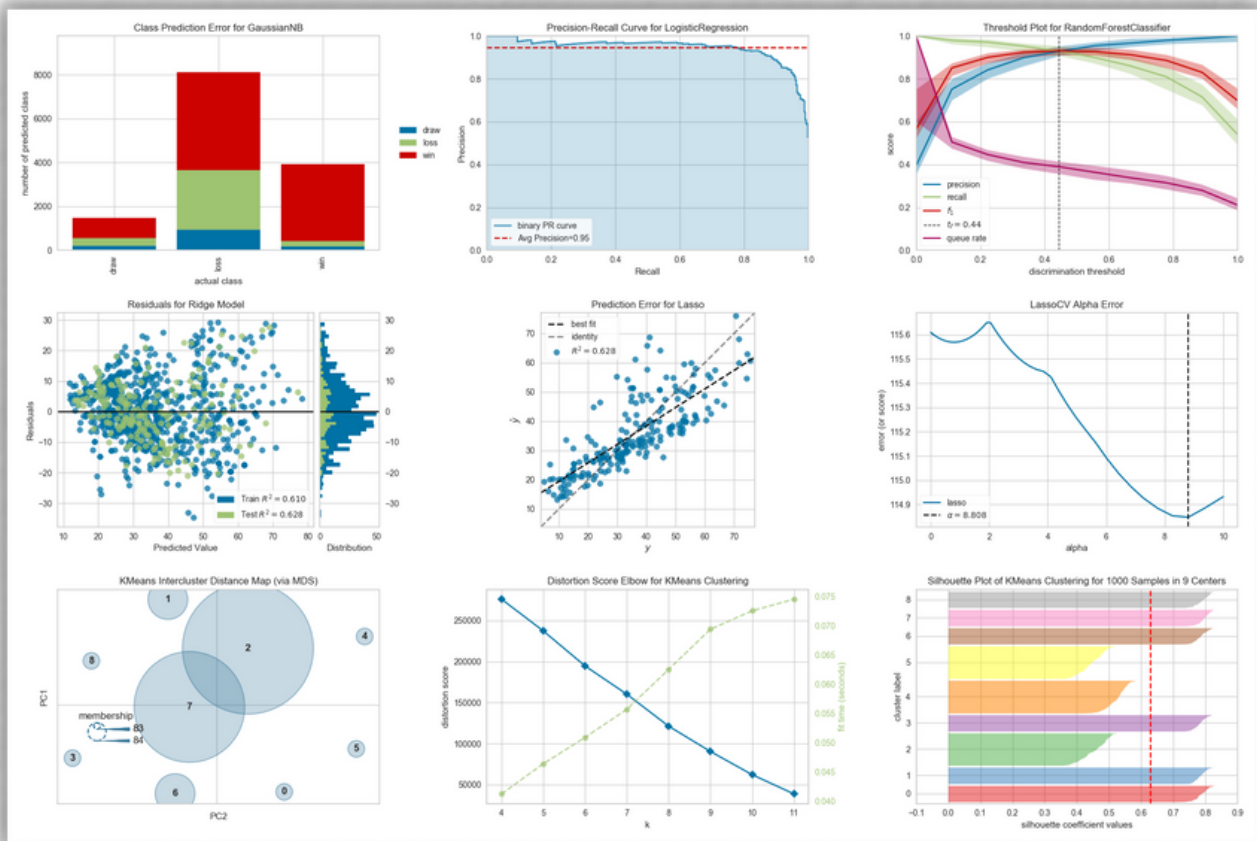 Class Prediction Error for GaussianNB
8000
6000
4000
2000
0
number of predicted class
draw
loss
win
actual class
draw
loss
win
Precision-Recall Curve for LogisticRegression
1.0
0.8
0.6
0.4
0.2
0.0
Precision
binary PR curve
Avg Precision=0.95
0.0 0.2 0.4 0.6 0.8 1.0
Recall
Threshold Plot for RandomForestClassifier
1.0
0.8
0.6
0.4
0.2
0.0
score
precision
recall
f₁
t_f = 0.44
queue rate
0.0 0.2 0.4 0.6 0.8 1.0
discrimination threshold
Residuals for Ridge Model
30
20
10
0
−10
−20
−30
Residuals
Train R² = 0.610
Test R² = 0.628
10 20 30 40 50 60 70 80
Predicted Value
30
20
10
0
−10
−20
−30
0 50
Distribution
Prediction Error for Lasso
70
60
50
40
30
20
10
ŷ
best fit
identity
R² = 0.628
10 20 30 40 50 60 70
y
LassoCV Alpha Error
115.6
115.5
115.4
115.3
115.2
115.1
115.0
114.9
error (or score)
lasso
α = 8.808
0 2 4 6 8 10
alpha
KMeans Intercluster Distance Map (via MDS)
1
2
4
8
7
membership
83
84
3
5
6
0
PC1
PC2
Distortion Score Elbow for KMeans Clustering
250000
200000
150000
100000
50000
distortion score
4 5 6 7 8 9 10 11
k
0.075
0.070
0.065
0.060
0.055
0.050
0.045
0.040
fit time (seconds)
Silhouette Plot of KMeans Clustering for 1000 Samples in 9 Centers
8
7
6
5
4
3
2
1
0
cluster label
−0.1 0.0 0.1 0.2 0.3 0.4 0.5 0.6 0.7 0.8 0.9
silhouette coefficient values